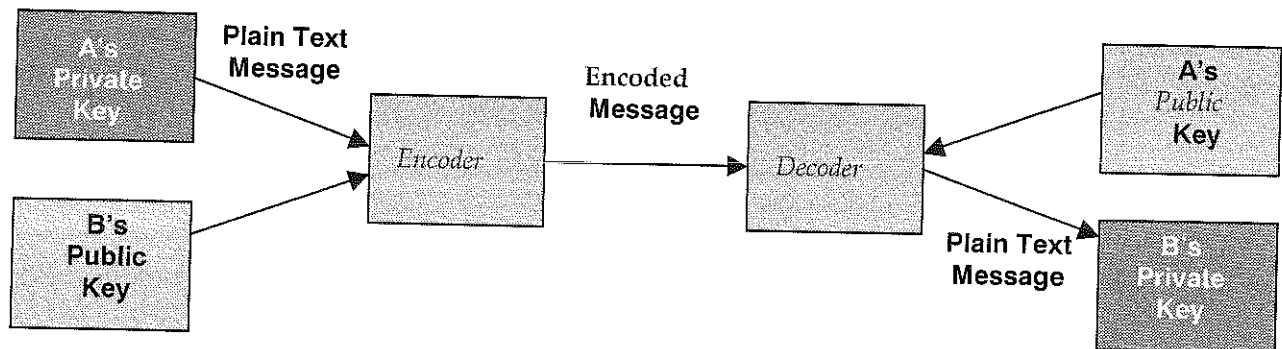 A's
Private
Key
Plain Text
Message
B's
Public
Key
Encoder
Encoded
Message
Decoder
A's
Public
Key
Plain Text
Message
B's
Private
Key